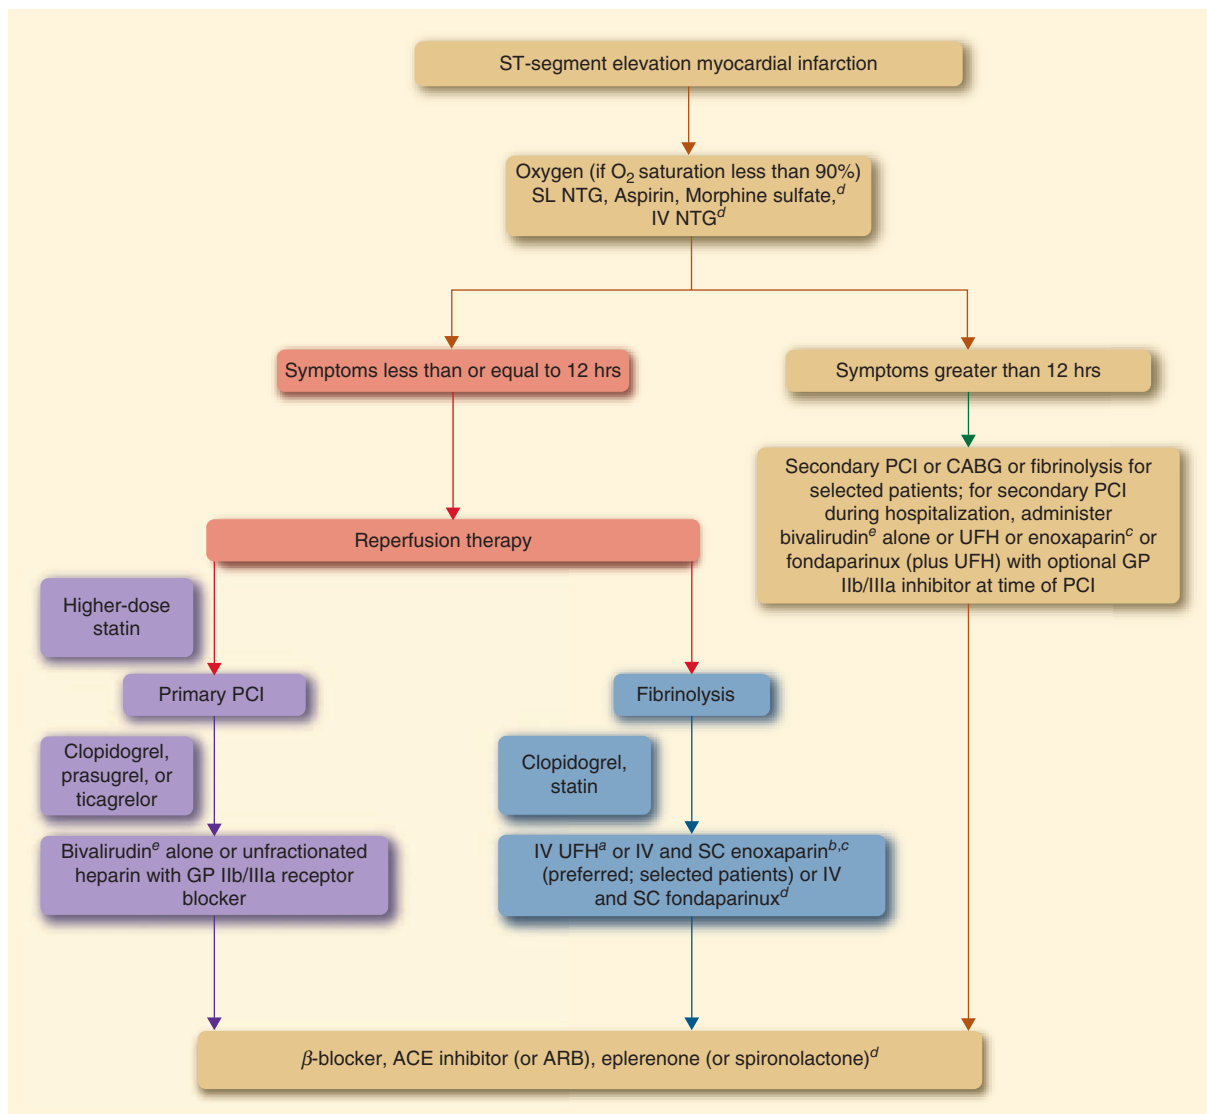 ST-segment elevation myocardial infarction
Oxygen (if O₂ saturation less than 90%)
SL NTG, Aspirin, Morphine sulfate,ᵈ
IV NTGᵈ
Symptoms less than or equal to 12 hrs
Symptoms greater than 12 hrs
Secondary PCI or CABG or fibrinolysis for
selected patients; for secondary PCI
during hospitalization, administer
bivalirudinᵉ alone or UFH or enoxaparinᶜ or
fondaparinux (plus UFH) with optional GP
IIb/IIIa inhibitor at time of PCI
Reperfusion therapy
Higher-dose
statin
Primary PCI
Fibrinolysis
Clopidogrel,
prasugrel, or
ticagrelor
Clopidogrel,
statin
Bivalirudinᵉ alone or unfractionated
heparin with GP IIb/IIIa receptor
blocker
IV UFHᵃ or IV and SC enoxaparinᵇ,ᶜ
(preferred; selected patients) or IV
and SC fondaparinuxᵈ
β-blocker, ACE inhibitor (or ARB), eplerenone (or spironolactone)ᵈ